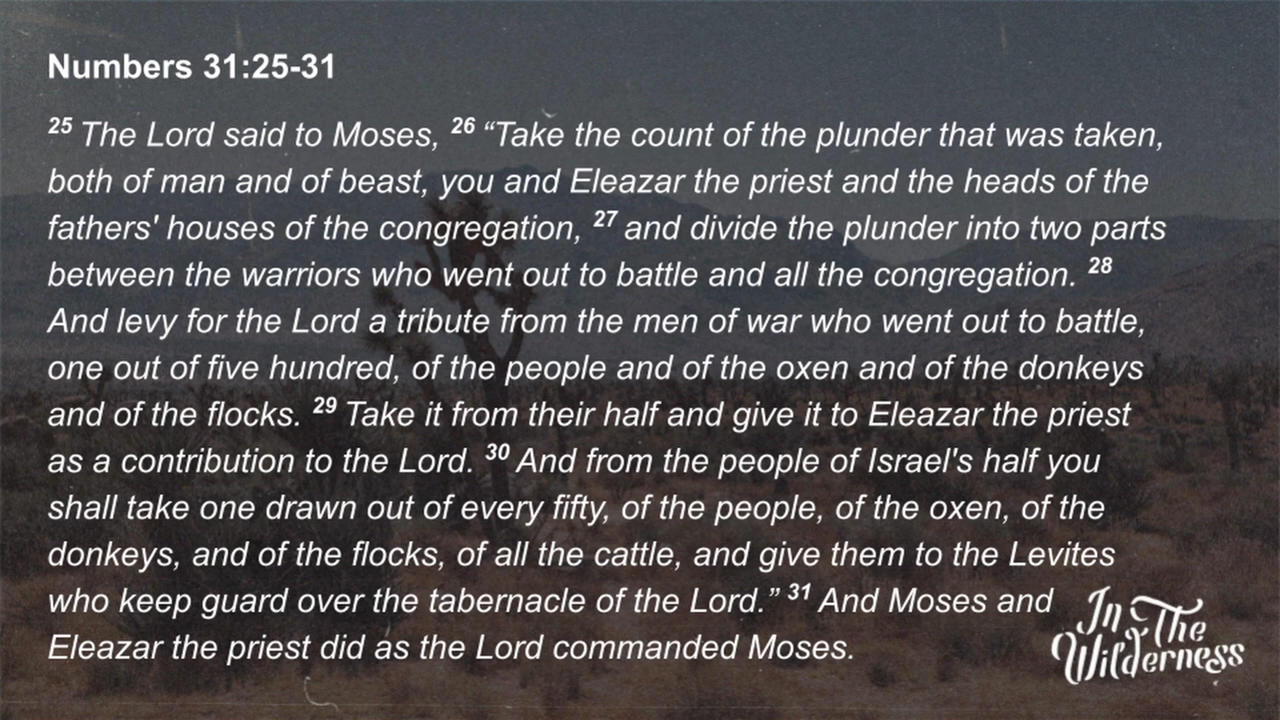 Numbers 31:25-31
25 The Lord said to Moses, 26 “Take the count of the plunder that was taken,
both of man and of beast, you and Eleazar the priest and the heads of the
fathers' houses of the congregation, 27 and divide the plunder into two parts
between the warriors who went out to battle and all the congregation. 28
And levy for the Lord a tribute from the men of war who went out to battle,
one out of five hundred, of the people and of the oxen and of the donkeys
and of the flocks. 29 Take it from their half and give it to Eleazar the priest
as a contribution to the Lord. 30 And from the people of Israel's half you
shall take one drawn out of every fifty, of the people, of the oxen, of the
donkeys, and of the flocks, of all the cattle, and give them to the Levites
who keep guard over the tabernacle of the Lord.” 31 And Moses and
Eleazar the priest did as the Lord commanded Moses.
In The
Wilderness